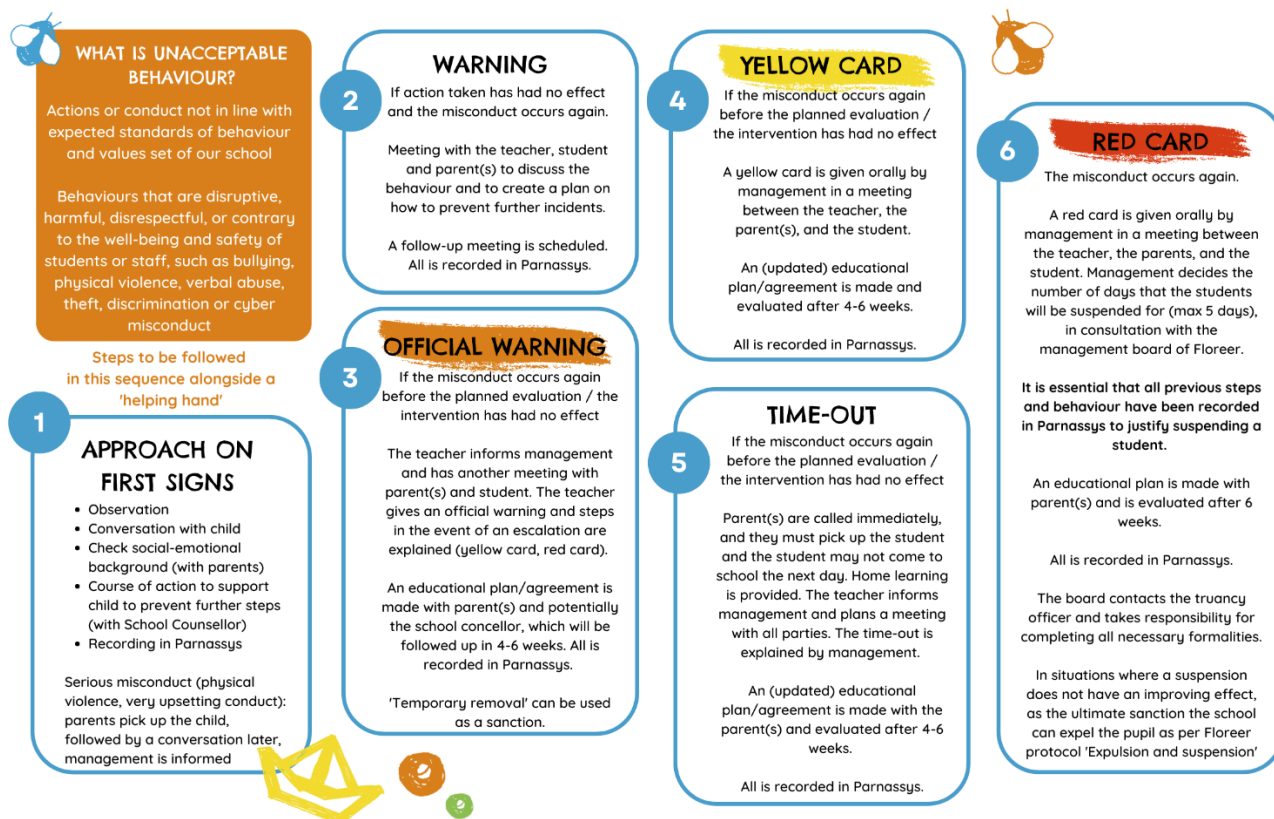 WHAT IS UNACCEPTABLE
BEHAVIOUR?
Actions or conduct not in line with
expected standards of behaviour
and values set of our school
Behaviours that are disruptive,
harmful, disrespectful, or contrary
to the well-being and safety of
students or staff, such as bullying,
physical violence, verbal abuse,
theft, discrimination or cyber
misconduct
Steps to be followed
in this sequence alongside a
'helping hand'
1
APPROACH ON
FIRST SIGNS
• Observation
• Conversation with child
• Check social-emotional
background (with parents)
• Course of action to support
child to prevent further steps
(with School Counsellor)
• Recording in Parnassys
Serious misconduct (physical
violence, very upsetting conduct):
parents pick up the child,
followed by a conversation later,
management is informed
2
WARNING
If action taken has had no effect
and the misconduct occurs again.
Meeting with the teacher, student
and parent(s) to discuss the
behaviour and to create a plan on
how to prevent further incidents.
A follow-up meeting is scheduled.
All is recorded in Parnassys.
3
OFFICIAL WARNING
If the misconduct occurs again
before the planned evaluation / the
intervention has had no effect
The teacher informs management
and has another meeting with
parent(s) and student. The teacher
gives an official warning and steps
in the event of an escalation are
explained (yellow card, red card).
An educational plan/agreement is
made with parent(s) and potentially
the school concellor, which will be
followed up in 4-6 weeks. All is
recorded in Parnassys.
'Temporary removal' can be used
as a sanction.
4
YELLOW CARD
If the misconduct occurs again
before the planned evaluation /
the intervention has had no effect
A yellow card is given orally by
management in a meeting
between the teacher, the
parent(s), and the student.
An (updated) educational
plan/agreement is made and
evaluated after 4-6 weeks.
All is recorded in Parnassys.
5
TIME-OUT
If the misconduct occurs again
before the planned evaluation /
the intervention has had no effect
Parent(s) are called immediately,
and they must pick up the student
and the student may not come to
school the next day. Home learning
is provided. The teacher informs
management and plans a meeting
with all parties. The time-out is
explained by management.
An (updated) educational
plan/agreement is made with the
parent(s) and evaluated after 4-6
weeks.
All is recorded in Parnassys.
6
RED CARD
The misconduct occurs again.
A red card is given orally by
management in a meeting between
the teacher, the parents, and the
student. Management decides the
number of days that the students
will be suspended for (max 5 days),
in consultation with the
management board of Floreer.
It is essential that all previous steps
and behaviour have been recorded
in Parnassys to justify suspending a
student.
An educational plan is made with
parent(s) and is evaluated after 6
weeks.
All is recorded in Parnassys.
The board contacts the truancy
officer and takes responsibility for
completing all necessary formalities.
In situations where a suspension
does not have an improving effect,
as the ultimate sanction the school
can expel the pupil as per Floreer
protocol 'Expulsion and suspension'